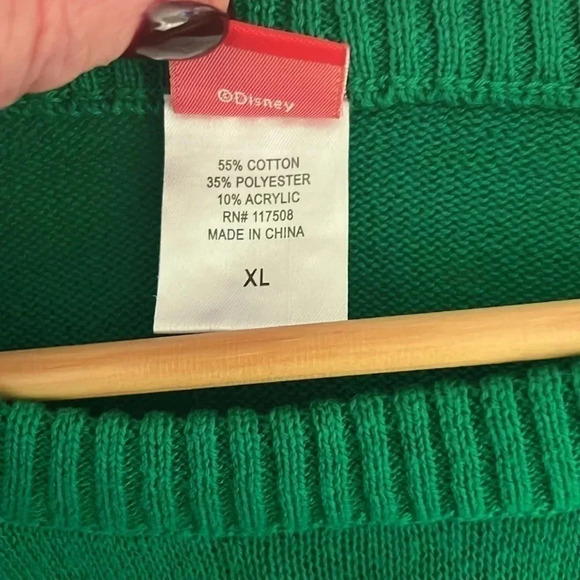 ©Disney
55% COTTON
35% POLYESTER
10% ACRYLIC
RN# 117508
MADE IN CHINA
XL